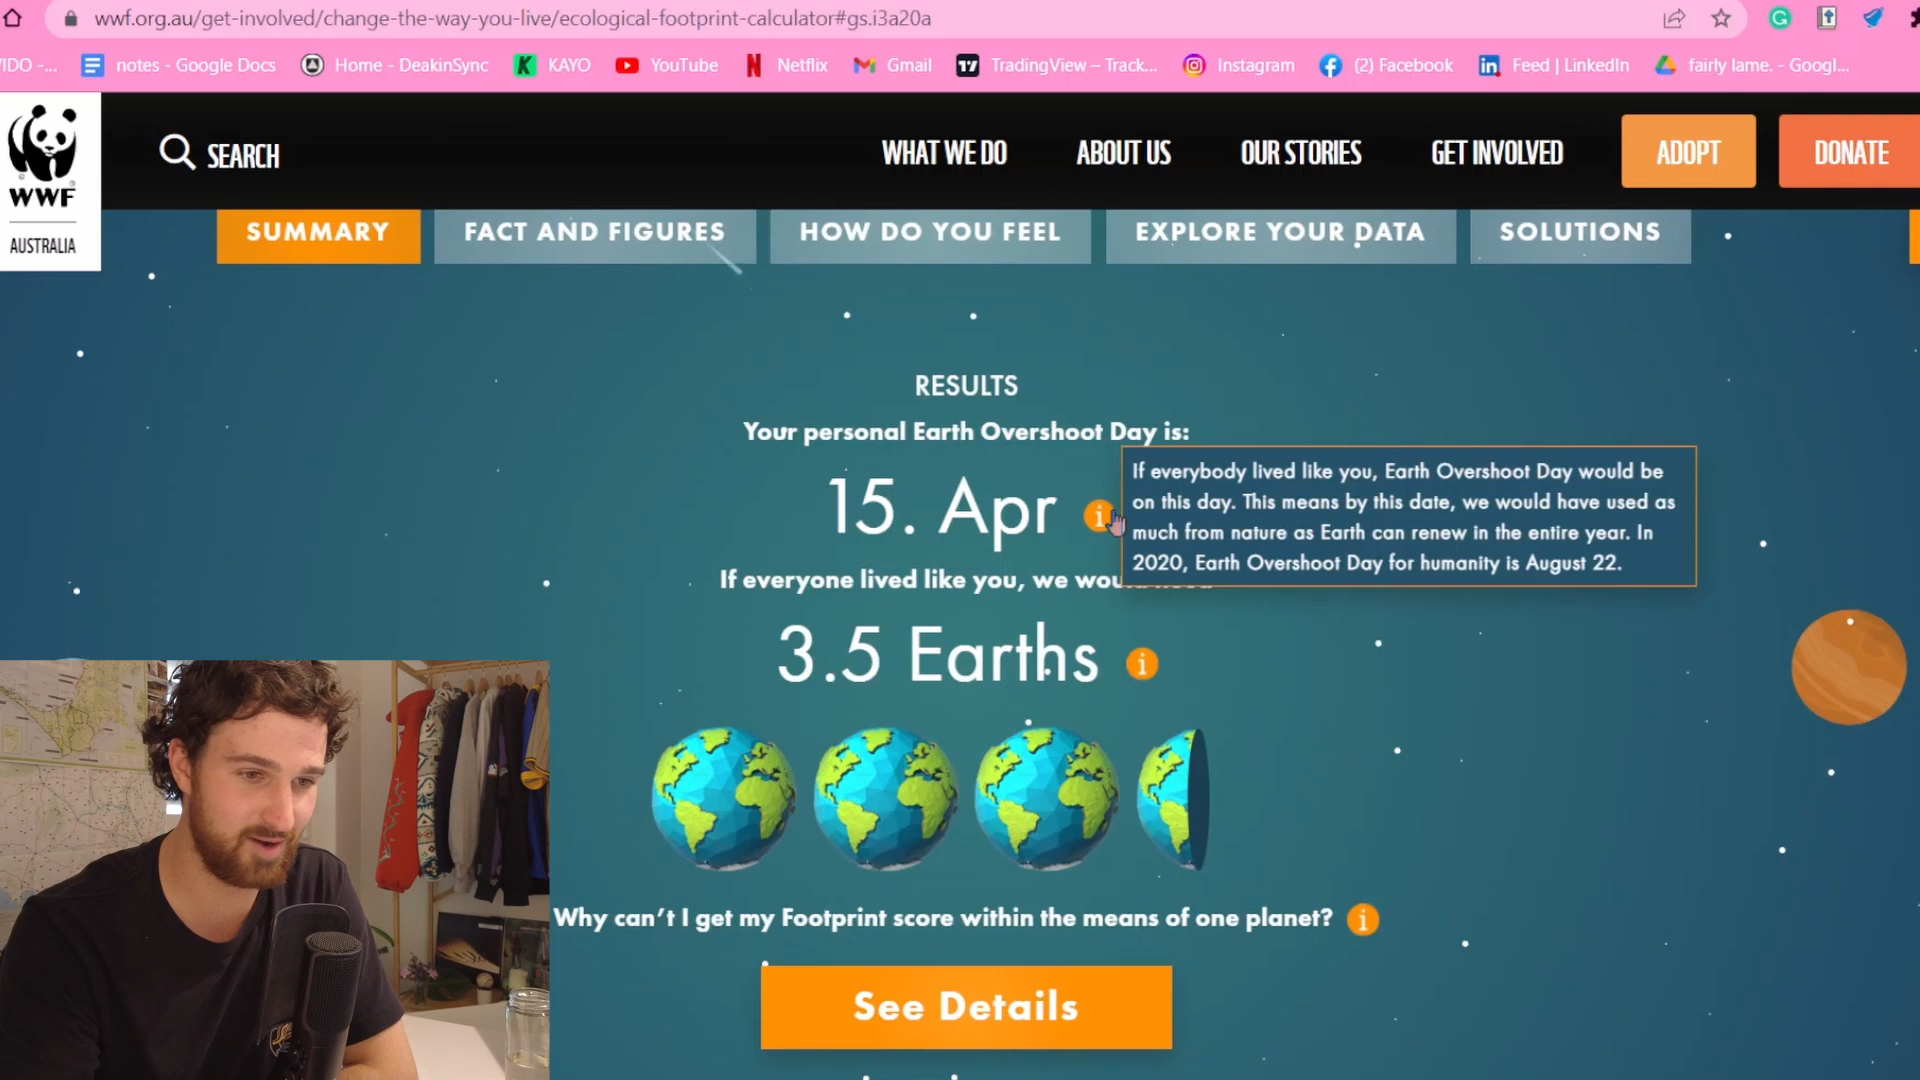 wwf.org.au/get-involved/change-the-way-you-live/ecological-footprint-calculator#gs.i3a20a
notes - Google Docs
Home - DeakinSync
KAYO
YouTube
Netflix
Gmail
TradingView – Track...
Instagram
(2) Facebook
Feed | LinkedIn
fairly lame. - Googl...
WWF
AUSTRALIA
SEARCH
WHAT WE DO
ABOUT US
OUR STORIES
GET INVOLVED
ADOPT
DONATE
SUMMARY
FACT AND FIGURES
HOW DO YOU FEEL
EXPLORE YOUR DATA
SOLUTIONS
RESULTS
Your personal Earth Overshoot Day is:
15. Apr
If everybody lived like you, Earth Overshoot Day would be
on this day. This means by this date, we would have used as
much from nature as Earth can renew in the entire year. In
2020, Earth Overshoot Day for humanity is August 22.
If everyone lived like you, we would need
3.5 Earths
Why can't I get my Footprint score within the means of one planet?
See Details